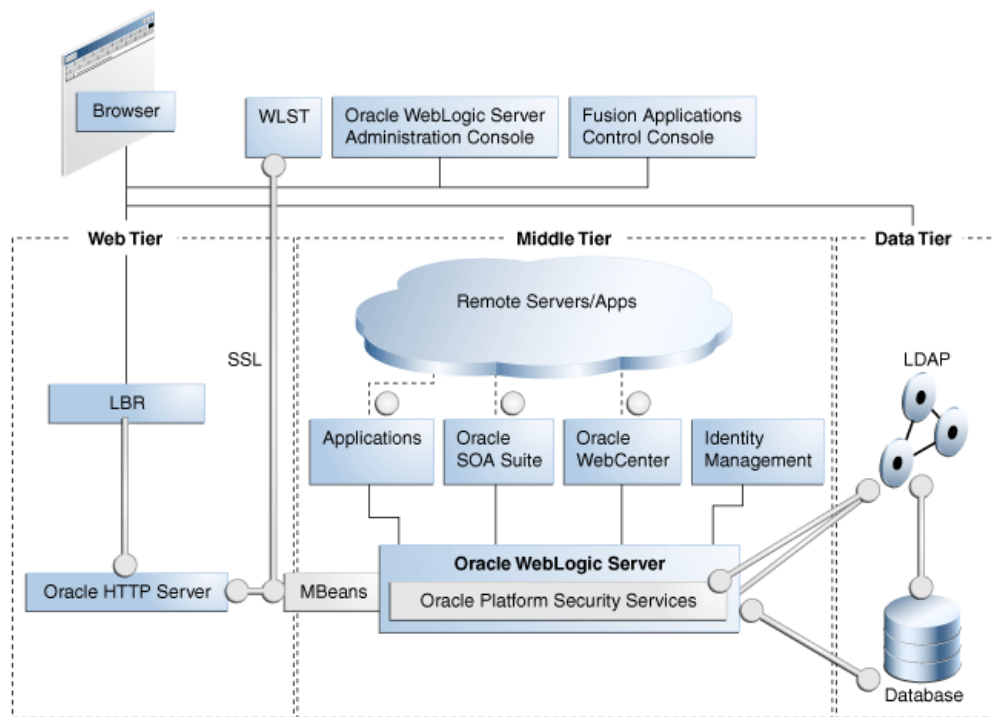 Browser
WLST
Oracle WebLogic Server
Administration Console
Fusion Applications
Control Console
Web Tier
Middle Tier
Data Tier
Remote Servers/Apps
SSL
LDAP
LBR
Applications
Oracle
SOA Suite
Oracle
WebCenter
Identity
Management
Oracle WebLogic Server
Oracle HTTP Server
MBeans
Oracle Platform Security Services
Database